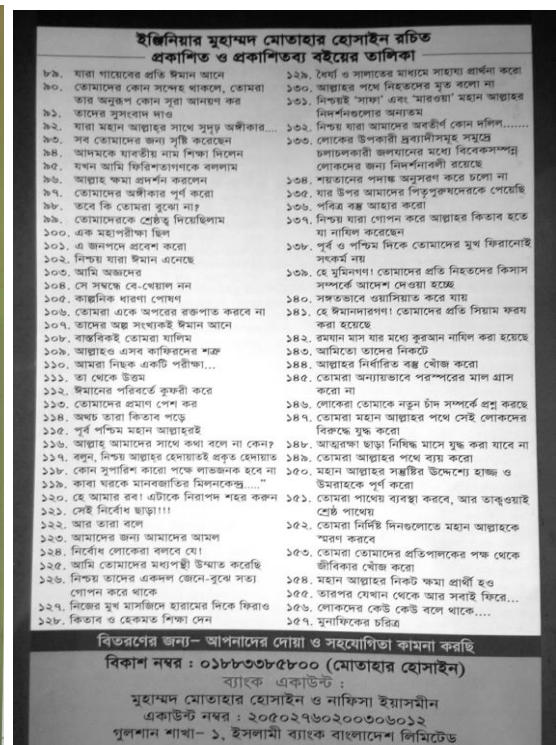 ইঞ্জিনিয়ার মুহাম্মদ মোতাহার হোসাইন রচিত
প্রকাশিত ও প্রকাশিতব্য বইয়ের তালিকা
৮৯. যারা গায়েবের প্রতি ঈমান আনে
৯০. তোমাদের কোন সন্দেহ থাকলে, তোমরা
তার অনুরূপ কোন সূরা আনয়ণ কর
৯১. তাদের সুসংবাদ দাও
৯২. যারা মহান আল্লাহর সাথে সুদৃঢ় অঙ্গীকার....
৯৩. সব তোমাদের জন্য সৃষ্টি করেছেন
৯৪. আদমকে যাবতীয় নাম শিক্ষা দিলেন
৯৫. যখন আমি ফিরিশতাগণকে বললাম
৯৬. আল্লাহ ক্ষমা প্রদর্শন করলেন
৯৭. তোমাদের অঙ্গীকার পূর্ণ করো
৯৮. তবে কি তোমরা বুঝো না?
৯৯. তোমাদেরকে শ্রেষ্ঠত্ব দিয়েছিলাম
১০০. এক মহাপরীক্ষা ছিল
১০১. এ জনপদে প্রবেশ করো
১০২. নিশ্চয় যারা ঈমান এনেছে
১০৩. আমি অজ্ঞদের
১০৪. সে সম্বন্ধে বে-খেয়াল নন
১০৫. কাল্পনিক ধারণা পোষণ
১০৬. তোমরা একে অপরের রক্তপাত করবে না
১০৭. তাদের অল্প সংখ্যকই ঈমান আনে
১০৮. বাস্তবিকই তোমরা যালিম
১০৯. আল্লাহও এসব কাফিরদের শত্রু
১১০. আমরা নিছক একটি পরীক্ষা...
১১১. তা থেকে উত্তম
১১২. ঈমানের পরিবর্তে কুফরী করে
১১৩. তোমাদের প্রমাণ পেশ কর
১১৪. অথচ তারা কিতাব পড়ে
১১৫. পূর্ব পশ্চিম মহান আল্লাহরই
১১৬. আল্লাহ্ আমাদের সাথে কথা বলে না কেন?
১১৭. বলুন, নিশ্চয় আল্লাহর হেদায়াতই প্রকৃত হেদায়াত
১১৮. কোন সুপারিশ কারো পক্ষে লাভজনক হবে না
১১৯. কাবা ঘরকে মানবজাতির মিলনকেন্দ্র....."
১২০. হে আমার রব! এটাকে নিরাপদ শহর করুন
১২১. সেই নির্বোধ ছাড়া!!!
১২২. আর তারা বলে
১২৩. আমাদের জন্য আমাদের আমল
১২৪. নির্বোধ লোকেরা বলবে যে!
১২৫. আমি তোমাদের মধ্যপন্থী উম্মাত করেছি
১২৬. নিশ্চয় তাদের একদল জেনে-বুঝে সত্য
গোপন করে থাকে
১২৭. নিজের মুখ মাসজিদে হারামের দিকে ফিরাও
১২৮. কিতাব ও হেকমত শিক্ষা দেন
১২৯. ধৈর্য্য ও সালাতের মাধ্যমে সাহায্য প্রার্থনা করো
১৩০. আল্লাহর পথে নিহতদের মৃত বলো না
১৩১. নিশ্চয়ই 'সাফা' এবং 'মারওয়া' মহান আল্লাহর
নিদর্শনগুলোর অন্যতম
১৩২. নিশ্চয় যারা আমাদের অবতীর্ণ কোন দলিল.......
১৩৩. লোকের উপকারী দ্রব্যাদীসমূহ সমুদ্রে
চলাচলকারী জলযানের মধ্যে বিবেকসম্পন্ন
লোকদের জন্য নিদর্শনাবলী রয়েছে
১৩৪. শয়তানের পদাঙ্ক অনুসরণ করে চলো না
১৩৫. যার উপর আমাদের পিতৃপুরুষদেরকে পেয়েছি
১৩৬. পবিত্র বস্তু আহার করো
১৩৭. নিশ্চয় যারা গোপন করে আল্লাহর কিতাব হতে
যা নাযিল করেছেন
১৩৮. পূর্ব ও পশ্চিম দিকে তোমাদের মুখ ফিরানোই
সৎকর্ম নয়
১৩৯. হে মুমিনগণ! তোমাদের প্রতি নিহতদের কিসাস
সম্পর্কে আদেশ দেওয়া হচ্ছে
১৪০. সঙ্গতভাবে ওয়াসিয়াত করে যায়
১৪১. হে ঈমানদারগণ! তোমাদের প্রতি সিয়াম ফরয
করা হয়েছে
১৪২. রমযান মাস যার মধ্যে কুরআন নাযিল করা হয়েছে
১৪৩. আমিতো তাদের নিকটে
১৪৪. আল্লাহর নির্ধারিত বস্তু খোঁজ করো
১৪৫. তোমরা অন্যায়ভাবে পরস্পরের মাল গ্রাস
করো না
১৪৬. লোকেরা তোমাকে নতুন চাঁদ সম্পর্কে প্রশ্ন করছে
১৪৭. তোমরা মহান আল্লাহর পথে সেই লোকদের
বিরুদ্ধে যুদ্ধ করো
১৪৮. আত্মরক্ষা ছাড়া নিষিদ্ধ মাসে যুদ্ধ করা যাবে না
১৪৯. তোমরা আল্লাহর পথে ব্যয় করো
১৫০. মহান আল্লাহর সন্তুষ্টির উদ্দেশ্যে হাজ্জ ও
উমরাহকে পূর্ণ করো
১৫১. তোমরা পাথেয় ব্যবস্থা করবে, আর তাক্বওয়াই
শ্রেষ্ঠ পাথেয়
১৫২. তোমরা নির্দিষ্ট দিনগুলোতে মহান আল্লাহকে
স্মরণ করবে
১৫৩. তোমরা তোমাদের প্রতিপালকের পক্ষ থেকে
জীবিকার খোঁজ করো
১৫৪. মহান আল্লাহর নিকট ক্ষমা প্রার্থী হও
১৫৫. তারপর যেখান থেকে আর সবাই ফিরে...
১৫৬. লোকদের কেউ কেউ বলে থাকে....
১৫৭. মুনাফিকের চরিত্র
বিতরণের জন্য– আপনাদের দোয়া ও সহযোগিতা কামনা করছি
বিকাশ নম্বর : ০১৮৮৩৩৮৫৮০০ (মোতাহার হোসাইন)
ব্যাংক একাউন্ট :
মুহাম্মদ মোতাহার হোসাইন ও নাফিসা ইয়াসমীন
একাউন্ট নম্বর : ২০৫০২৭৬০২০০৩০৬০১২
গুলশান শাখা– ১, ইসলামী ব্যাংক বাংলাদেশ লিমিটেড